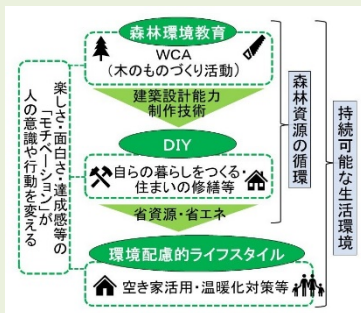 森林環境教育
WCA
(木のものづくり活動)
建築設計能力
制作技術
DIY
自らの暮らしをつくる・
住まいの修繕等
省資源・省エネ
環境配慮的ライフスタイル
空き家活用・温暖化対策等
楽しさ・面白さ・達成感等の
「モチベーション」が
人の意識や行動を変える
森林資源の循環
持続可能な生活環境